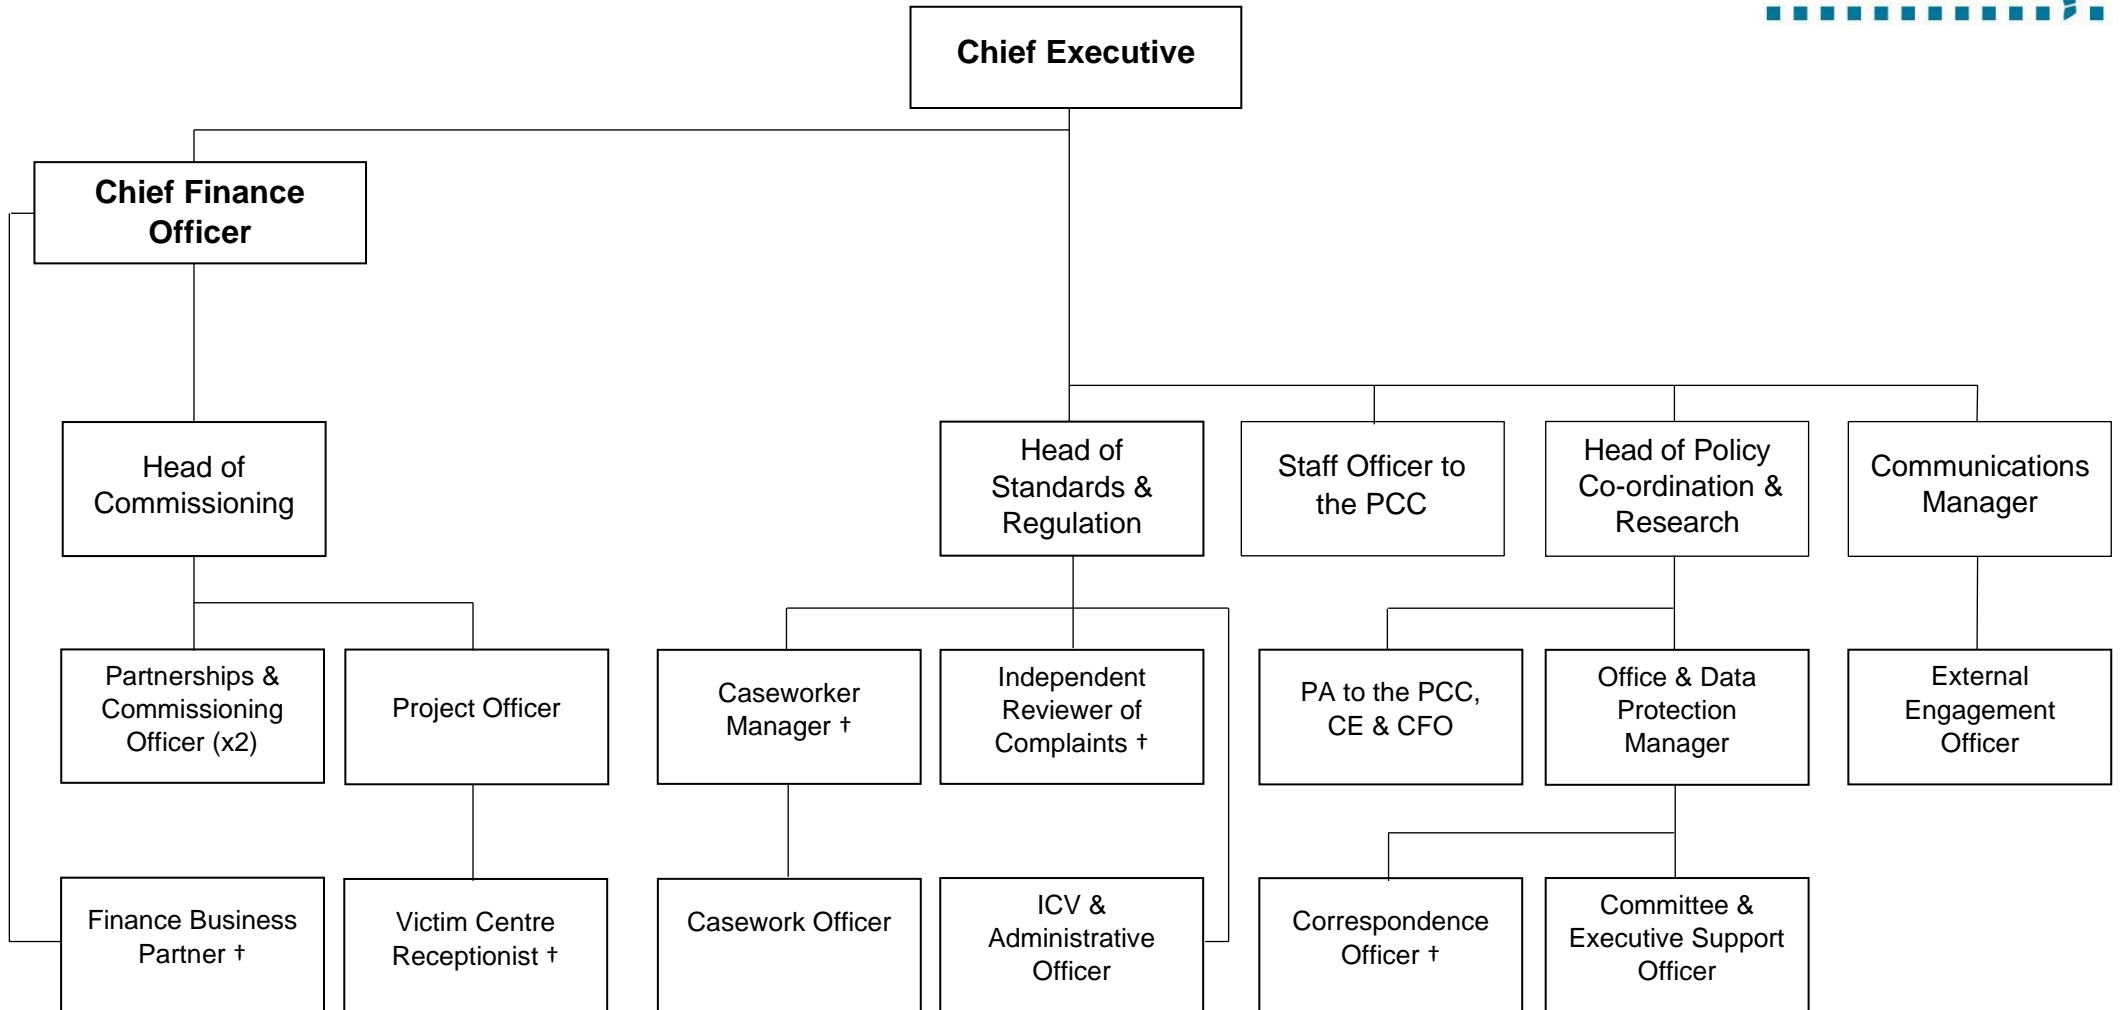 Chief Executive
Chief Finance
Officer
Head of
Commissioning
Head of
Standards &
Regulation
Staff Officer to
the PCC
Head of Policy
Co-ordination &
Research
Communications
Manager
Partnerships &
Commissioning
Officer (x2)
Project Officer
Caseworker
Manager †
Independent
Reviewer of
Complaints †
PA to the PCC,
CE & CFO
Office & Data
Protection
Manager
External
Engagement
Officer
Finance Business
Partner †
Victim Centre
Receptionist †
Casework Officer
ICV &
Administrative
Officer
Correspondence
Officer †
Committee &
Executive Support
Officer